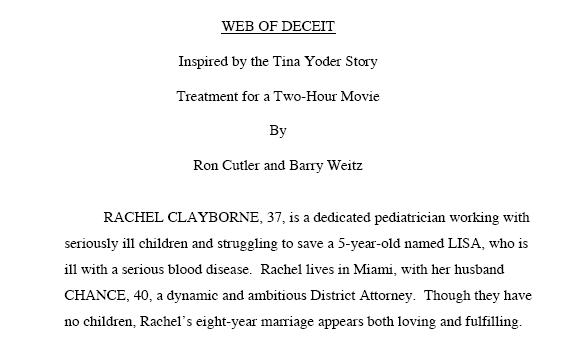 WEB OF DECEIT
Inspired by the Tina Yoder Story
Treatment for a Two-Hour Movie
By
Ron Cutler and Barry Weitz
RACHEL CLAYBORNE, 37, is a dedicated pediatrician working with
seriously ill children and struggling to save a 5-year-old named LISA, who is
ill with a serious blood disease.  Rachel lives in Miami, with her husband
CHANCE, 40, a dynamic and ambitious District Attorney.  Though they have
no children, Rachel’s eight-year marriage appears both loving and fulfilling.